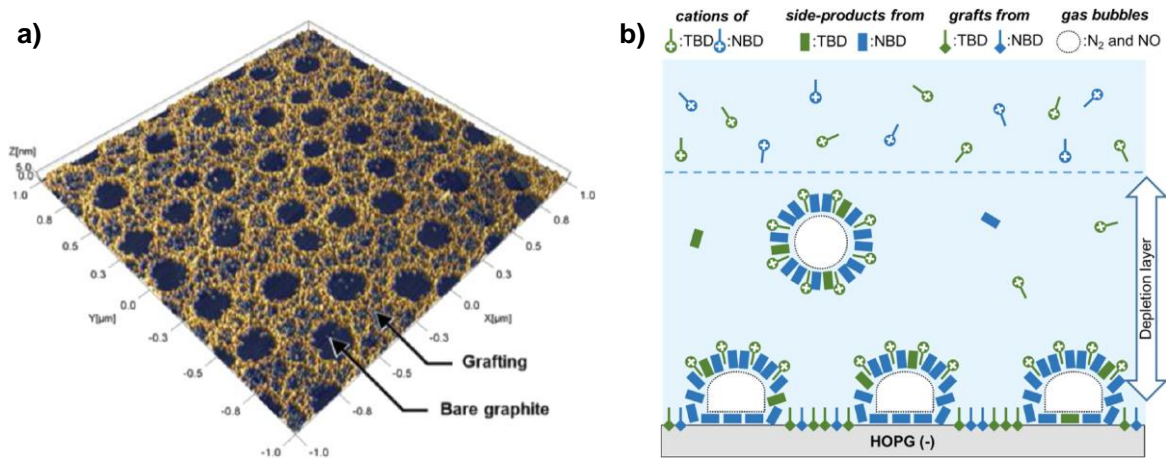 a)
Z[nm]
5.0
0.0
1.0
0.8
0.5
0.3
0.0
-0.3
-0.5
-0.8
-1.0
Y[µm]
1.0
0.8
0.5
0.3
0.0
-0.3
-0.5
-0.8
-1.0
X[µm]
Grafting
Bare graphite
b)
cations of side-products from grafts from gas bubbles
:TBD :NBD :TBD :NBD :TBD :NBD :N₂ and NO
Depletion layer
HOPG (-)